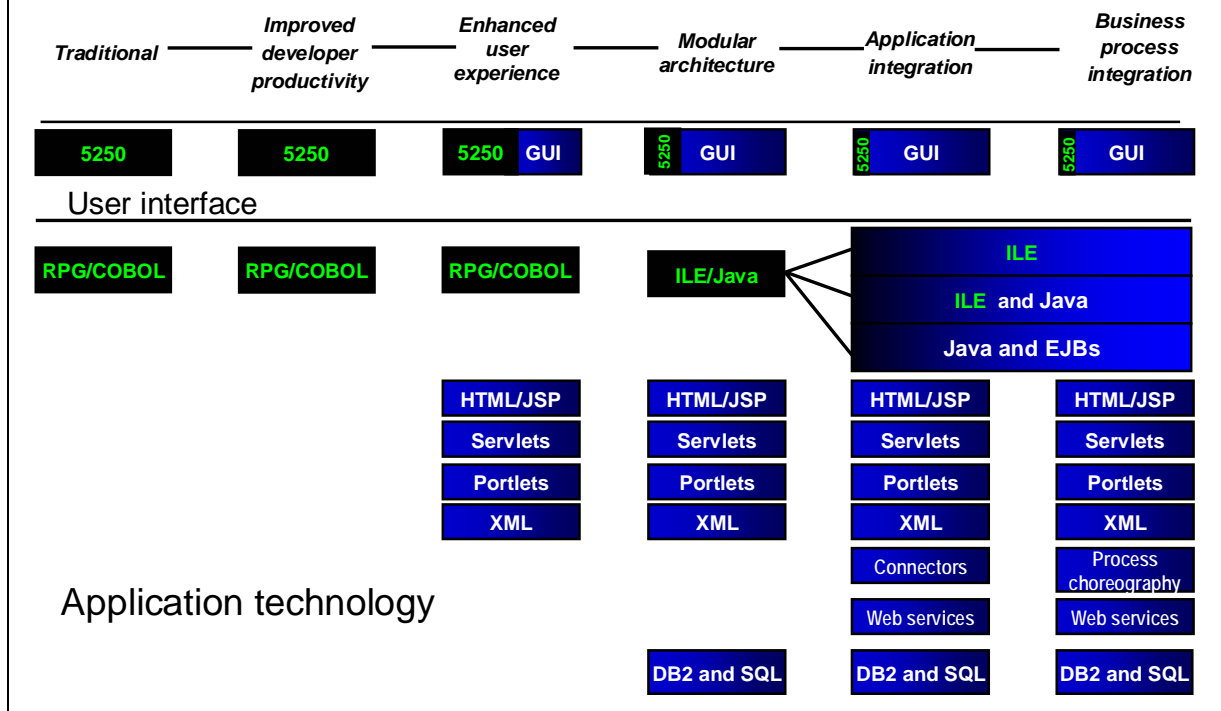 Traditional
Improved
developer
productivity
Enhanced
user
experience
Modular
architecture
Application
integration
Business
process
integration
5250
5250
5250 GUI
5250 GUI
5250 GUI
5250 GUI
User interface
RPG/COBOL
RPG/COBOL
RPG/COBOL
ILE/Java
ILE
ILE and Java
Java and EJBs
HTML/JSP
HTML/JSP
HTML/JSP
HTML/JSP
Servlets
Servlets
Servlets
Servlets
Portlets
Portlets
Portlets
Portlets
XML
XML
XML
XML
Connectors
Process
choreography
Application technology
Web services
Web services
DB2 and SQL
DB2 and SQL
DB2 and SQL